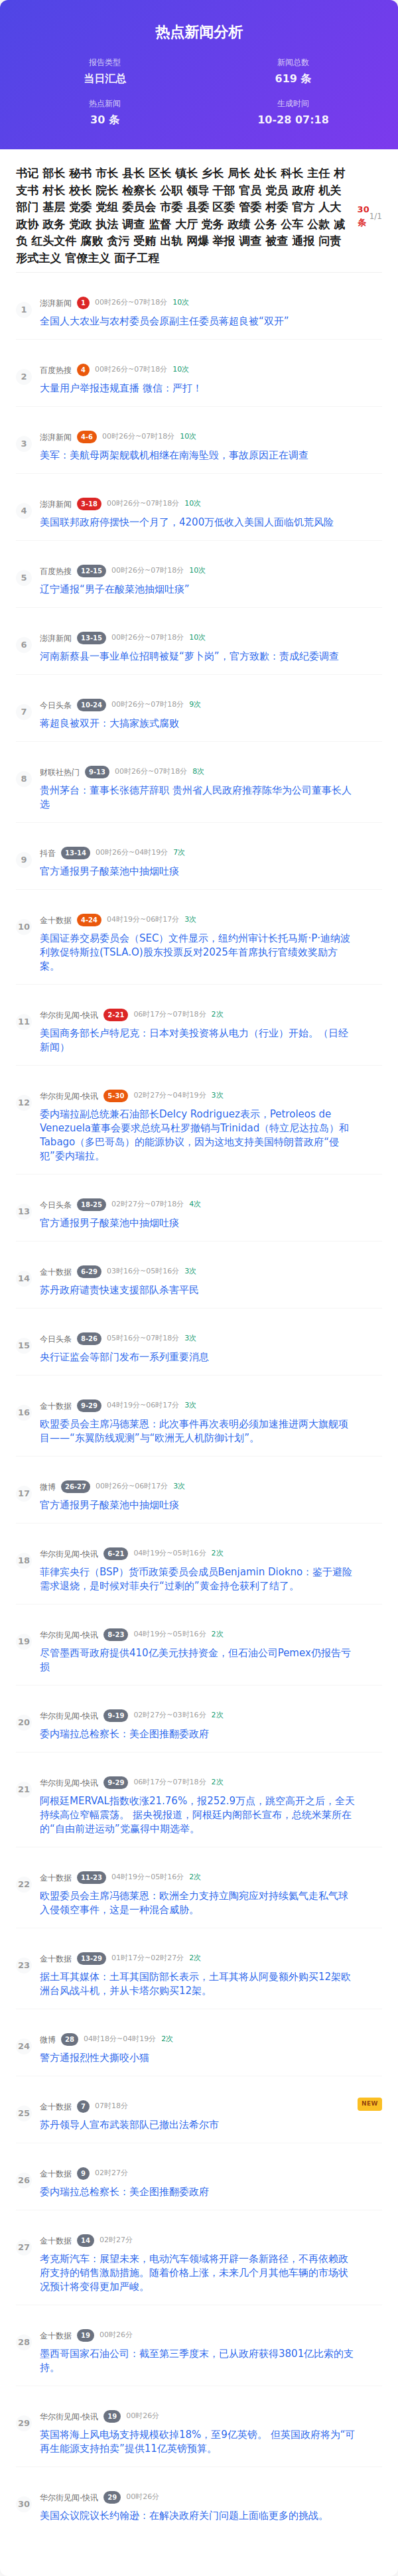 热点新闻分析
报告类型
当日汇总
新闻总数
619 条
热点新闻
30 条
生成时间
10-28 07:18
书记 部长 秘书 市长 县长 区长 镇长 乡长 局长 处长 科长 主任 村
支书 村长 校长 院长 检察长 公职 领导 干部 官员 党员 政府 机关
部门 基层 党委 党组 委员会 市委 县委 区委 管委 村委 官方 人大
政协 政务 党政 执法 调查 监督 大厅 党务 政绩 公务 公车 公款 减
负 红头文件 腐败 贪污 受贿 出轨 网爆 举报 调查 被查 通报 问责
形式主义 官僚主义 面子工程
30
条
1/1
1
澎湃新闻 1 00时26分~07时18分 10次
全国人大农业与农村委员会原副主任委员蒋超良被“双开”
2
百度热搜 4 00时26分~07时18分 10次
大量用户举报违规直播 微信：严打！
3
澎湃新闻 4-6 00时26分~07时18分 10次
美军：美航母两架舰载机相继在南海坠毁，事故原因正在调查
4
澎湃新闻 3-18 00时26分~07时18分 10次
美国联邦政府停摆快一个月了，4200万低收入美国人面临饥荒风险
5
百度热搜 12-15 00时26分~07时18分 10次
辽宁通报“男子在酸菜池抽烟吐痰”
6
澎湃新闻 13-15 00时26分~07时18分 10次
河南新蔡县一事业单位招聘被疑“萝卜岗”，官方致歉：责成纪委调查
7
今日头条 10-24 00时26分~07时18分 9次
蒋超良被双开：大搞家族式腐败
8
财联社热门 9-13 00时26分~07时18分 8次
贵州茅台：董事长张德芹辞职 贵州省人民政府推荐陈华为公司董事长人
选
9
抖音 13-14 00时26分~04时19分 7次
官方通报男子酸菜池中抽烟吐痰
10
金十数据 4-24 04时19分~06时17分 3次
美国证券交易委员会（SEC）文件显示，纽约州审计长托马斯·P·迪纳波
利敦促特斯拉(TSLA.O)股东投票反对2025年首席执行官绩效奖励方
案。
11
华尔街见闻-快讯 2-21 06时17分~07时18分 2次
美国商务部长卢特尼克：日本对美投资将从电力（行业）开始。（日经
新闻）
12
华尔街见闻-快讯 5-30 02时27分~04时19分 3次
委内瑞拉副总统兼石油部长Delcy Rodriguez表示，Petroleos de
Venezuela董事会要求总统马杜罗撤销与Trinidad（特立尼达拉岛）和
Tabago（多巴哥岛）的能源协议，因为这地支持美国特朗普政府“侵
犯”委内瑞拉。
13
今日头条 18-25 02时27分~07时18分 4次
官方通报男子酸菜池中抽烟吐痰
14
金十数据 6-29 03时16分~05时16分 3次
苏丹政府谴责快速支援部队杀害平民
15
今日头条 8-26 05时16分~07时18分 3次
央行证监会等部门发布一系列重要消息
16
金十数据 9-29 04时19分~06时17分 3次
欧盟委员会主席冯德莱恩：此次事件再次表明必须加速推进两大旗舰项
目——“东翼防线观测”与“欧洲无人机防御计划”。
17
微博 26-27 00时26分~06时17分 3次
官方通报男子酸菜池中抽烟吐痰
18
华尔街见闻-快讯 6-21 04时19分~05时16分 2次
菲律宾央行（BSP）货币政策委员会成员Benjamin Diokno：鉴于避险
需求退烧，是时候对菲央行“过剩的”黄金持仓获利了结了。
19
华尔街见闻-快讯 8-23 04时19分~05时16分 2次
尽管墨西哥政府提供410亿美元扶持资金，但石油公司Pemex仍报告亏
损
20
华尔街见闻-快讯 9-19 02时27分~03时16分 2次
委内瑞拉总检察长：美企图推翻委政府
21
华尔街见闻-快讯 9-29 06时17分~07时18分 2次
阿根廷MERVAL指数收涨21.76%，报252.9万点，跳空高开之后，全天
持续高位窄幅震荡。 据央视报道，阿根廷内阁部长宣布，总统米莱所在
的“自由前进运动”党赢得中期选举。
22
金十数据 11-23 04时19分~05时16分 2次
欧盟委员会主席冯德莱恩：欧洲全力支持立陶宛应对持续氦气走私气球
入侵领空事件，这是一种混合威胁。
23
金十数据 13-29 01时17分~02时27分 2次
据土耳其媒体：土耳其国防部长表示，土耳其将从阿曼额外购买12架欧
洲台风战斗机，并从卡塔尔购买12架。
24
微博 28 04时18分~04时19分 2次
警方通报烈性犬撕咬小猫
25
金十数据 7 07时18分
NEW
苏丹领导人宣布武装部队已撤出法希尔市
26
金十数据 9 02时27分
委内瑞拉总检察长：美企图推翻委政府
27
金十数据 14 02时27分
考克斯汽车：展望未来，电动汽车领域将开辟一条新路径，不再依赖政
府支持的销售激励措施。随着价格上涨，未来几个月其他车辆的市场状
况预计将变得更加严峻。
28
金十数据 19 00时26分
墨西哥国家石油公司：截至第三季度末，已从政府获得3801亿比索的支
持。
29
华尔街见闻-快讯 19 00时26分
英国将海上风电场支持规模砍掉18%，至9亿英镑。 但英国政府将为“可
再生能源支持拍卖”提供11亿英镑预算。
30
华尔街见闻-快讯 29 00时26分
美国众议院议长约翰逊：在解决政府关门问题上面临更多的挑战。